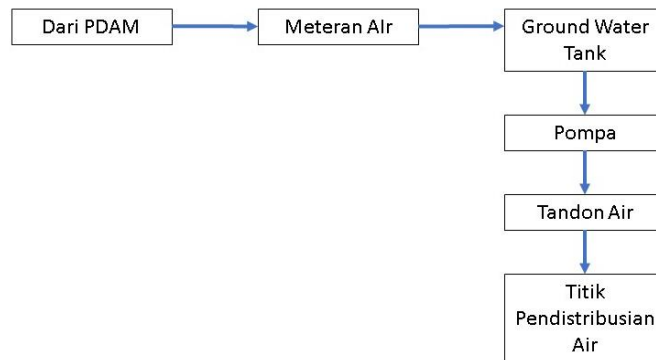 Dari PDAM
Meteran AIr
Ground Water
Tank
Pompa
Tandon Air
Titik
Pendistribusian
Air